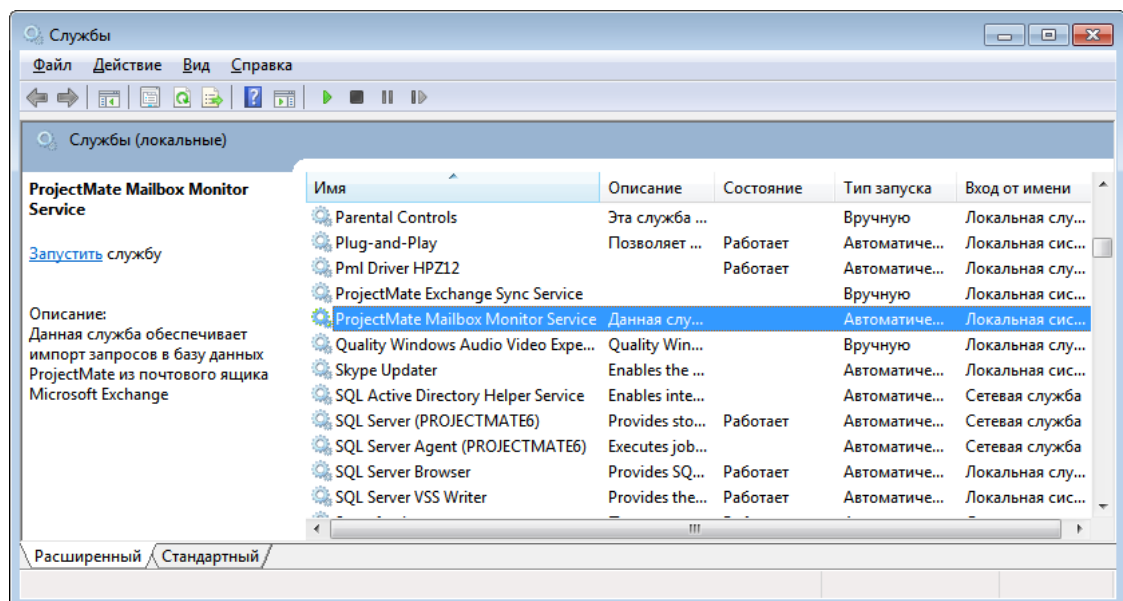 Службы
Файл Действие Вид Справка
Службы (локальные)
ProjectMate Mailbox Monitor
Service
Запустить службу
Описание:
Данная служба обеспечивает
импорт запросов в базу данных
ProjectMate из почтового ящика
Microsoft Exchange
Имя Описание Состояние Тип запуска Вход от имени
Parental Controls Эта служба ... Вручную Локальная слу...
Plug-and-Play Позволяет ... Работает Автоматиче... Локальная сис...
Pml Driver HPZ12 Работает Автоматиче... Локальная слу...
ProjectMate Exchange Sync Service Вручную Локальная сис...
ProjectMate Mailbox Monitor Service Данная слу... Автоматиче... Локальная сис...
Quality Windows Audio Video Expe... Quality Win... Вручную Локальная слу...
Skype Updater Enables the ... Автоматиче... Локальная сис...
SQL Active Directory Helper Service Enables inte... Автоматиче... Сетевая служба
SQL Server (PROJECTMATE6) Provides sto... Работает Автоматиче... Сетевая служба
SQL Server Agent (PROJECTMATE6) Executes job... Автоматиче... Сетевая служба
SQL Server Browser Provides SQ... Работает Автоматиче... Локальная слу...
SQL Server VSS Writer Provides the... Работает Автоматиче... Локальная сис...
Расширенный Стандартный